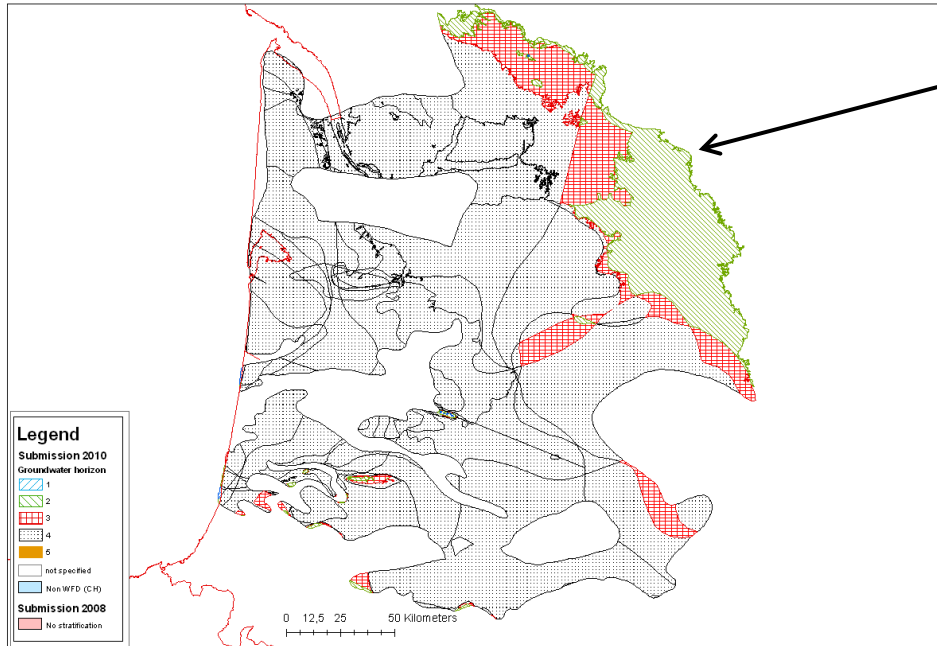 Legend
Submission 2010
Groundwater horizon
1
2
3
4
5
not specified
Non WFD (CH)
Submission 2008
No stratification
0 12,5 25 50 Kilometers